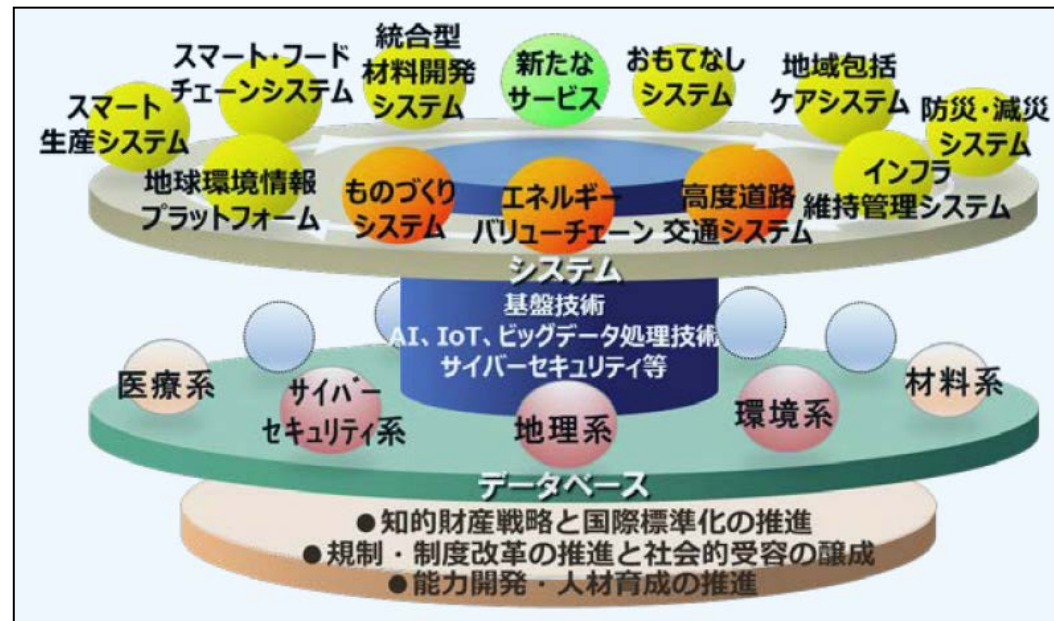 スマート
生産システム
スマート・フード
チェーンシステム
統合型
材料開発
システム
新たな
サービス
おもてなし
システム
地域包括
ケアシステム
防災・減災
システム
地球環境情報
プラットフォーム
ものづくり
システム
エネルギー
バリューチェーン
高度道路
交通システム
インフラ
維持管理システム
システム
基盤技術
AI、IoT、ビッグデータ処理技術
サイバーセキュリティ等
医療系
サイバー
セキュリティ系
地理系
環境系
材料系
データベース
●知的財産戦略と国際標準化の推進
●規制・制度改革の推進と社会的受容の醸成
●能力開発・人材育成の推進